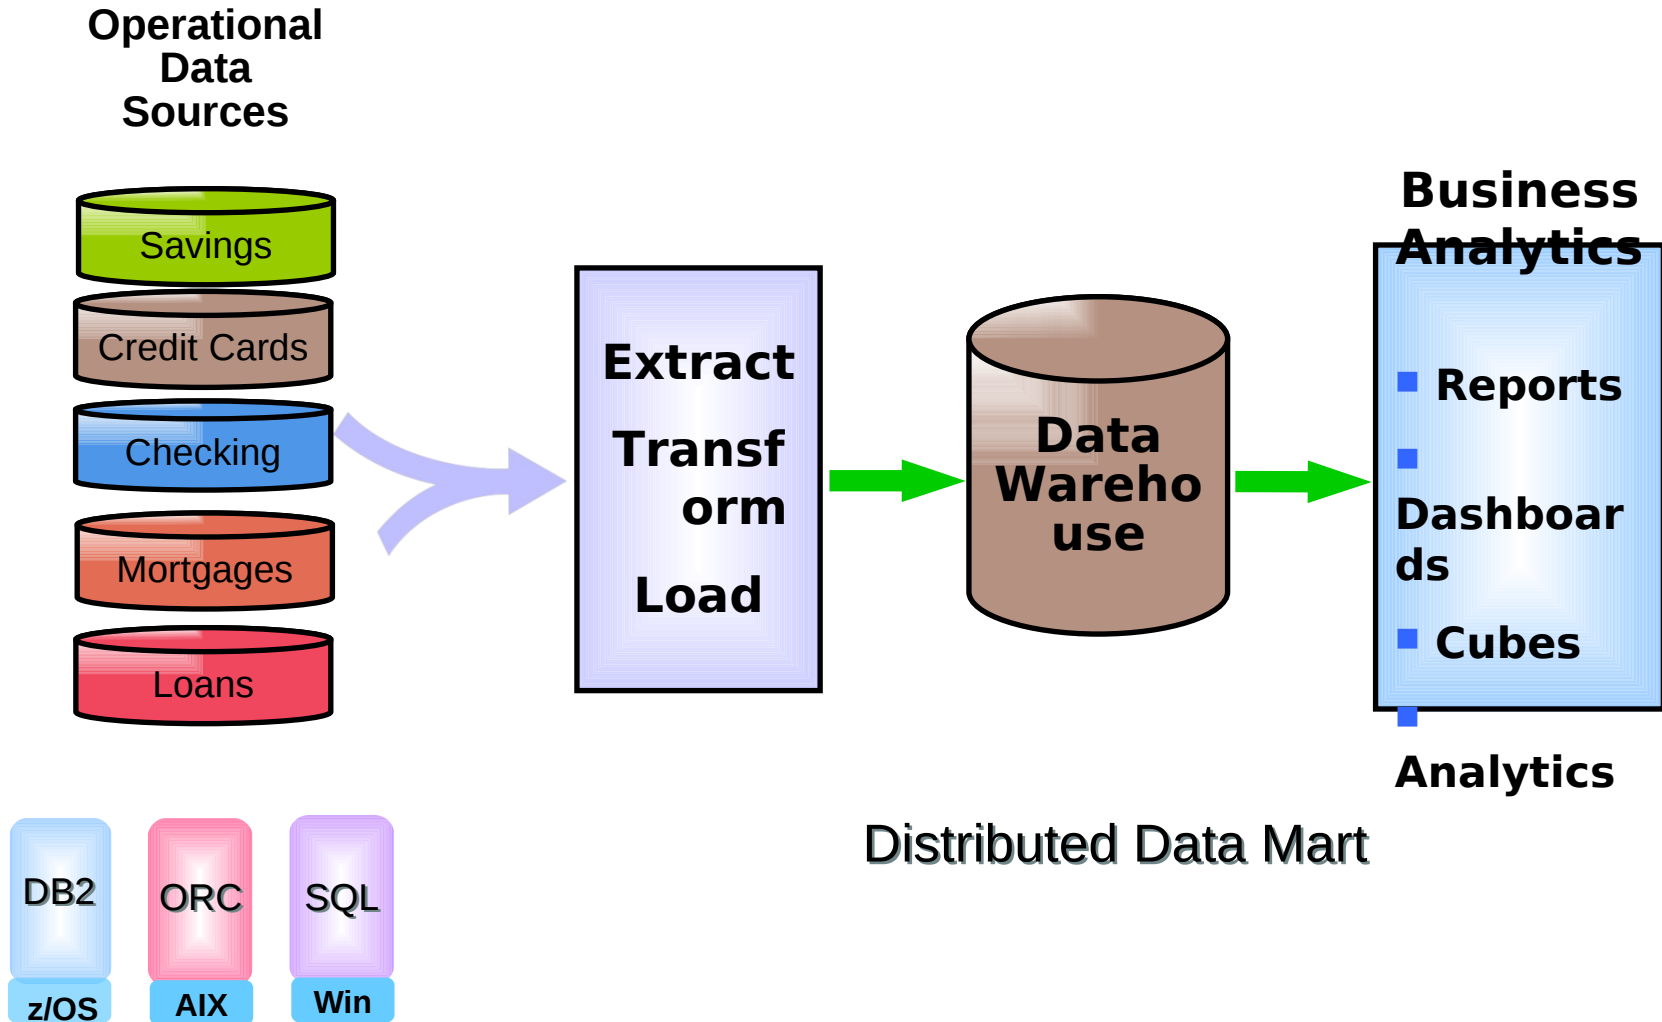 Operational
Data
Sources
Savings
Credit Cards
Checking
Mortgages
Loans
Extract
Transf
orm
Load
Data
Wareho
use
Business
Analytics
Reports
Dashboar
ds
Cubes
Analytics
Distributed Data Mart
DB2
ORC
SQL
z/OS
AIX
Win